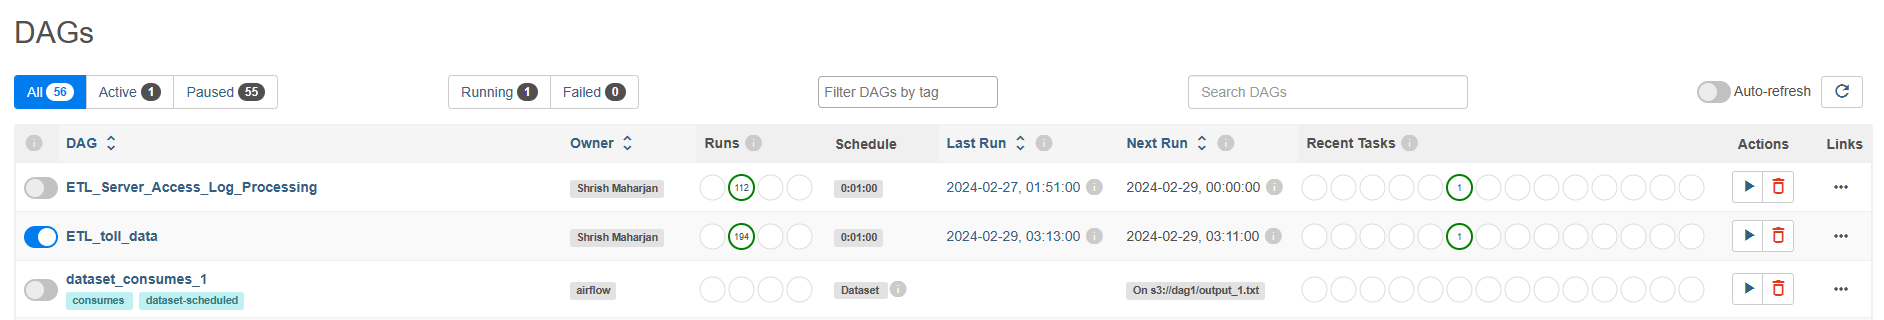 DAGs
All 56 Active 1 Paused 55 Running 1 Failed 0 Filter DAGs by tag Search DAGs Auto-refresh
i DAG Owner Runs i Schedule Last Run i Next Run i Recent Tasks i Actions Links
ETL_Server_Access_Log_Processing Shrish Maharjan 112 0:01:00 2024-02-27, 01:51:00 i 2024-02-29, 00:00:00 i 1
ETL_toll_data Shrish Maharjan 194 0:01:00 2024-02-29, 03:13:00 i 2024-02-29, 03:11:00 i 1
dataset_consumes_1 airflow Dataset i On s3://dag1/output_1.txt
consumes dataset-scheduled